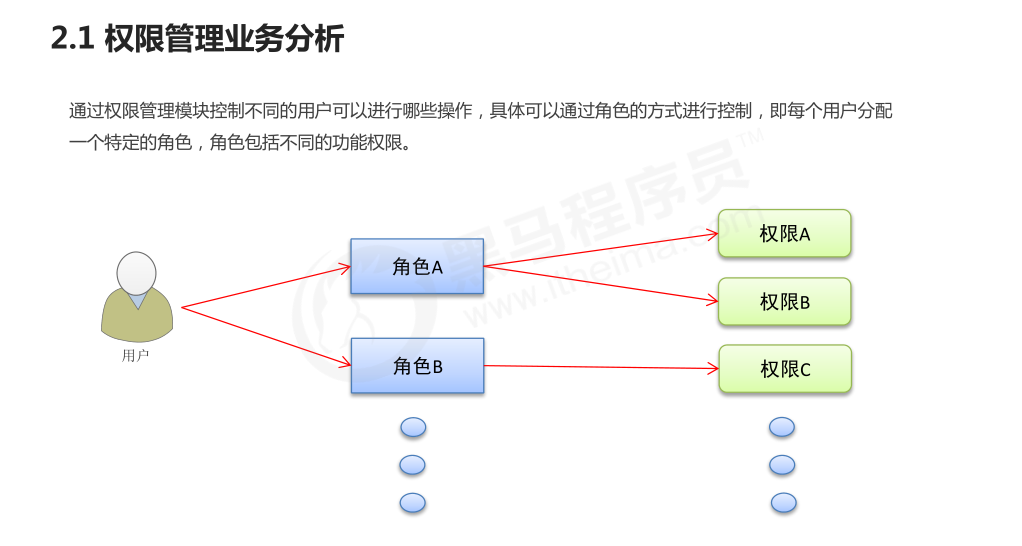 2.1 权限管理业务分析
通过权限管理模块控制不同的用户可以进行哪些操作，具体可以通过角色的方式进行控制，即每个用户分配
一个特定的角色，角色包括不同的功能权限。
黑马程序员™
www.itheima.com
权限A
角色A
权限B
用户
角色B
权限C